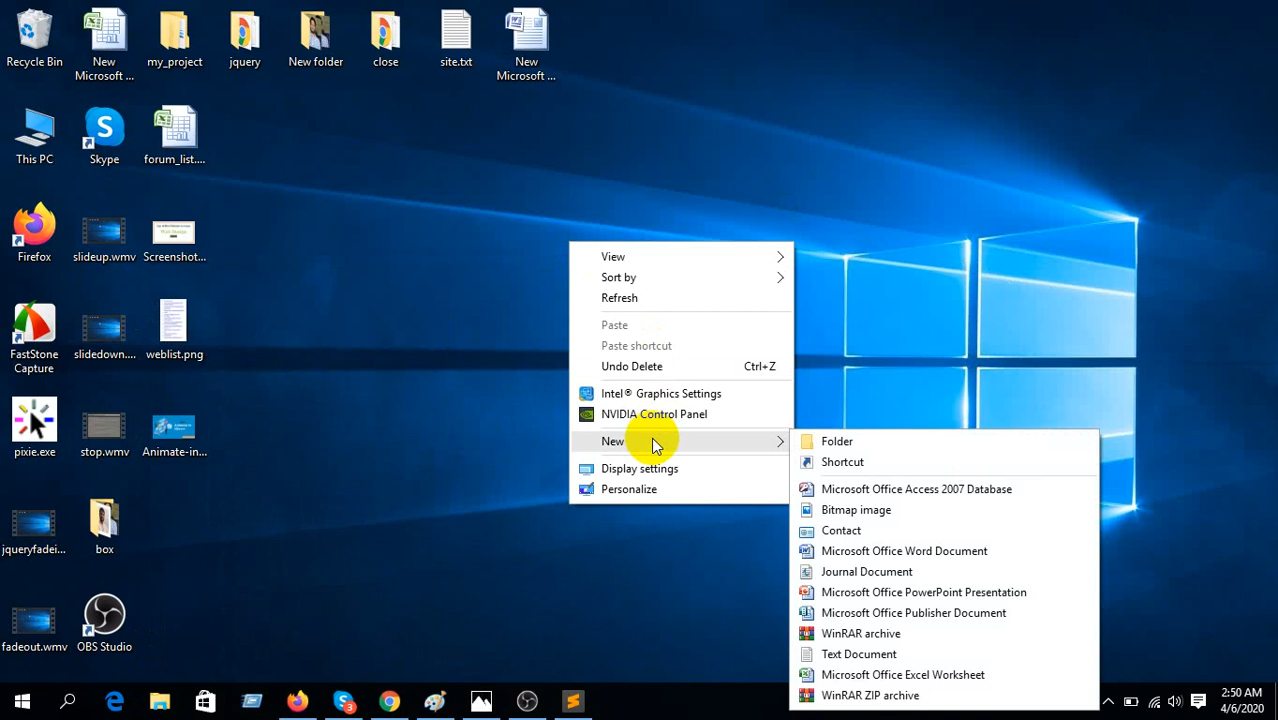 Recycle Bin
New
Microsoft ...
my_project
jquery
New folder
close
site.txt
New
Microsoft ...
This PC
Skype
forum_list....
Firefox
slideup.wmv
Screenshot...
FastStone
Capture
slidedown....
weblist.png
pixie.exe
stop.wmv
Animate-in...
jqueryfadei...
box
fadeout.wmv
OBS Studio
View
Sort by
Refresh
Paste
Paste shortcut
Undo Delete Ctrl+Z
Intel® Graphics Settings
NVIDIA Control Panel
New
Display settings
Personalize
Folder
Shortcut
Microsoft Office Access 2007 Database
Bitmap image
Contact
Microsoft Office Word Document
Journal Document
Microsoft Office PowerPoint Presentation
Microsoft Office Publisher Document
WinRAR archive
Text Document
Microsoft Office Excel Worksheet
WinRAR ZIP archive
3
2:50 AM
4/6/2020